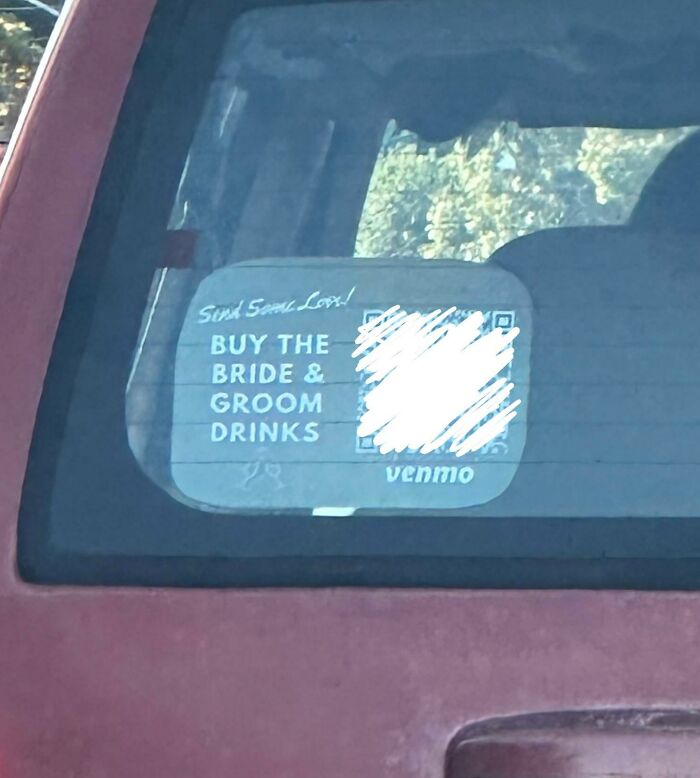 Send Some Love!
BUY THE
BRIDE &
GROOM
DRINKS
venmo